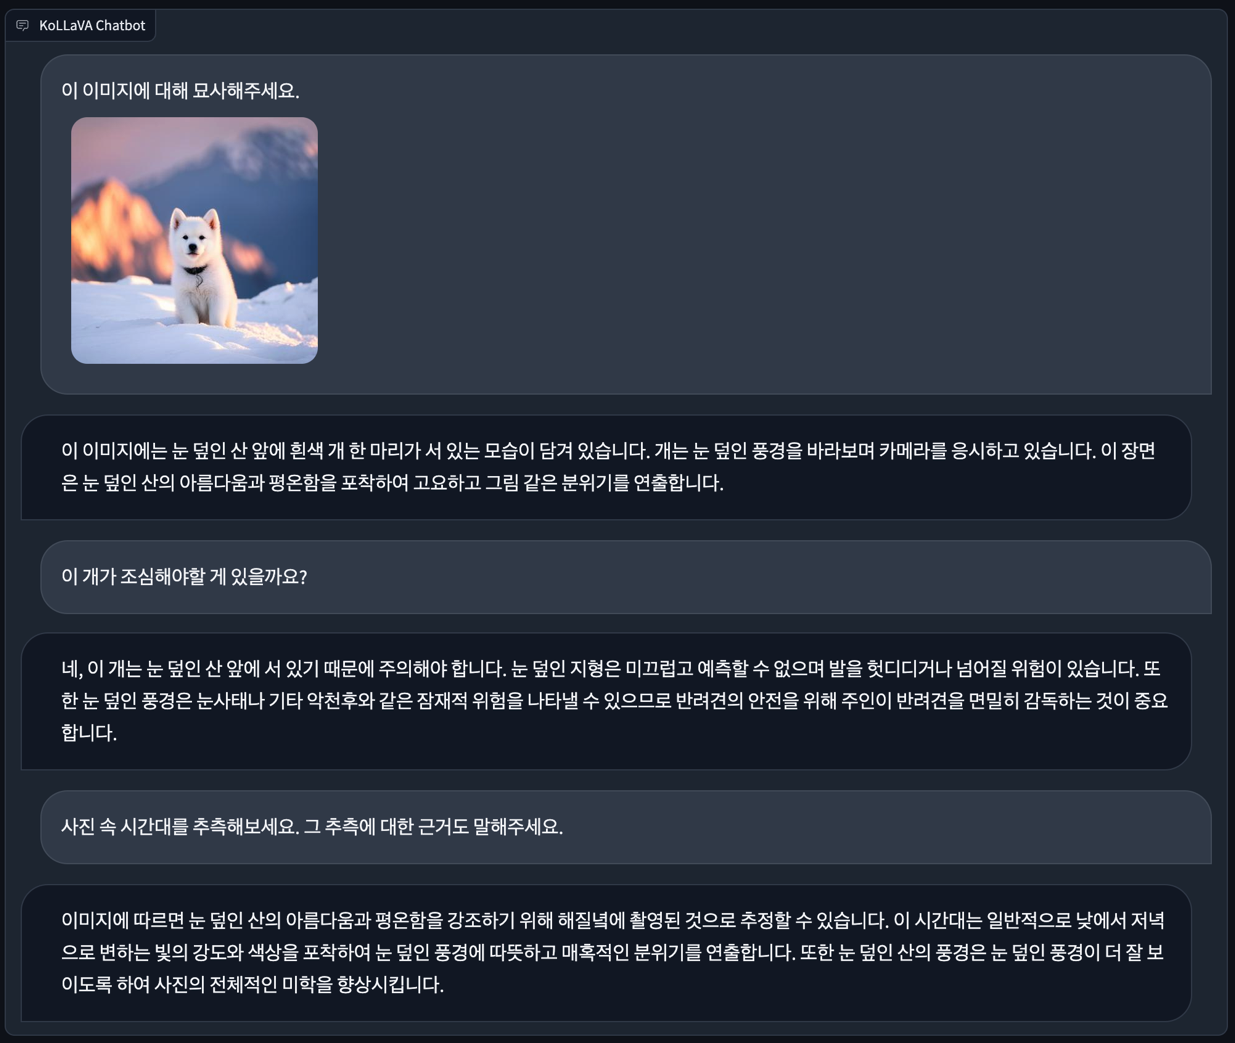 KoLLaVA Chatbot
이 이미지에 대해 묘사해주세요.
이 이미지에는 눈 덮인 산 앞에 흰색 개 한 마리가 서 있는 모습이 담겨 있습니다. 개는 눈 덮인 풍경을 바라보며 카메라를 응시하고 있습니다. 이 장면
은 눈 덮인 산의 아름다움과 평온함을 포착하여 고요하고 그림 같은 분위기를 연출합니다.
이 개가 조심해야할 게 있을까요?
네, 이 개는 눈 덮인 산 앞에 서 있기 때문에 주의해야 합니다. 눈 덮인 지형은 미끄럽고 예측할 수 없으며 발을 헛디디거나 넘어질 위험이 있습니다. 또
한 눈 덮인 풍경은 눈사태나 기타 악천후와 같은 잠재적 위험을 나타낼 수 있으므로 반려견의 안전을 위해 주인이 반려견을 면밀히 감독하는 것이 중요
합니다.
사진 속 시간대를 추측해보세요. 그 추측에 대한 근거도 말해주세요.
이미지에 따르면 눈 덮인 산의 아름다움과 평온함을 강조하기 위해 해질녘에 촬영된 것으로 추정할 수 있습니다. 이 시간대는 일반적으로 낮에서 저녁
으로 변하는 빛의 강도와 색상을 포착하여 눈 덮인 풍경에 따뜻하고 매혹적인 분위기를 연출합니다. 또한 눈 덮인 산의 풍경은 눈 덮인 풍경이 더 잘 보
이도록 하여 사진의 전체적인 미학을 향상시킵니다.